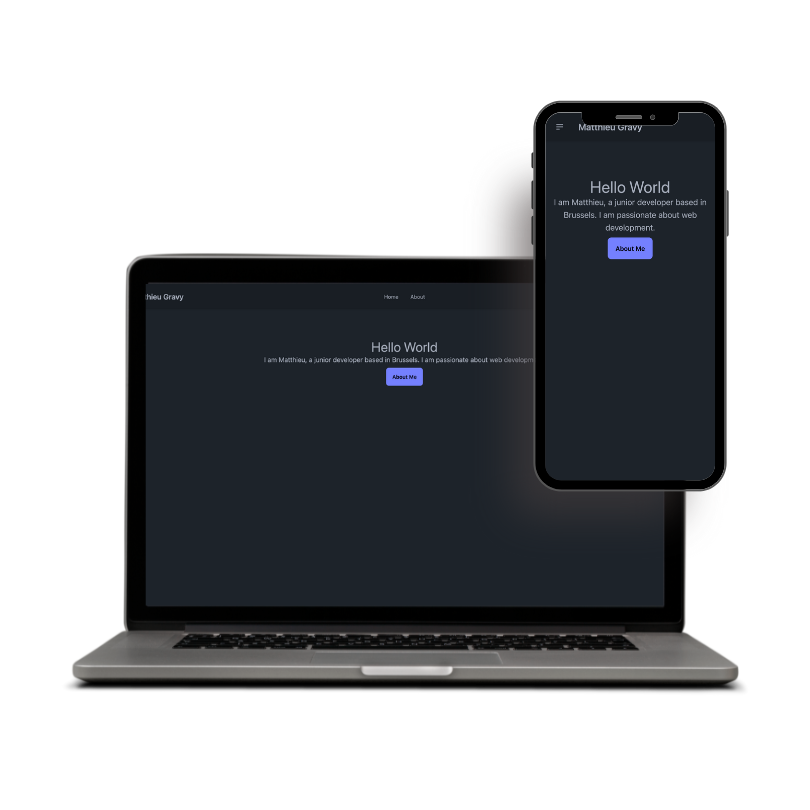 Matthieu Gravy
Hello World
I am Matthieu, a junior developer based in
Brussels. I am passionate about web
development.
About Me
thieu Gravy
Home
About
Hello World
I am Matthieu, a junior developer based in Brussels. I am passionate about web developm
About Me